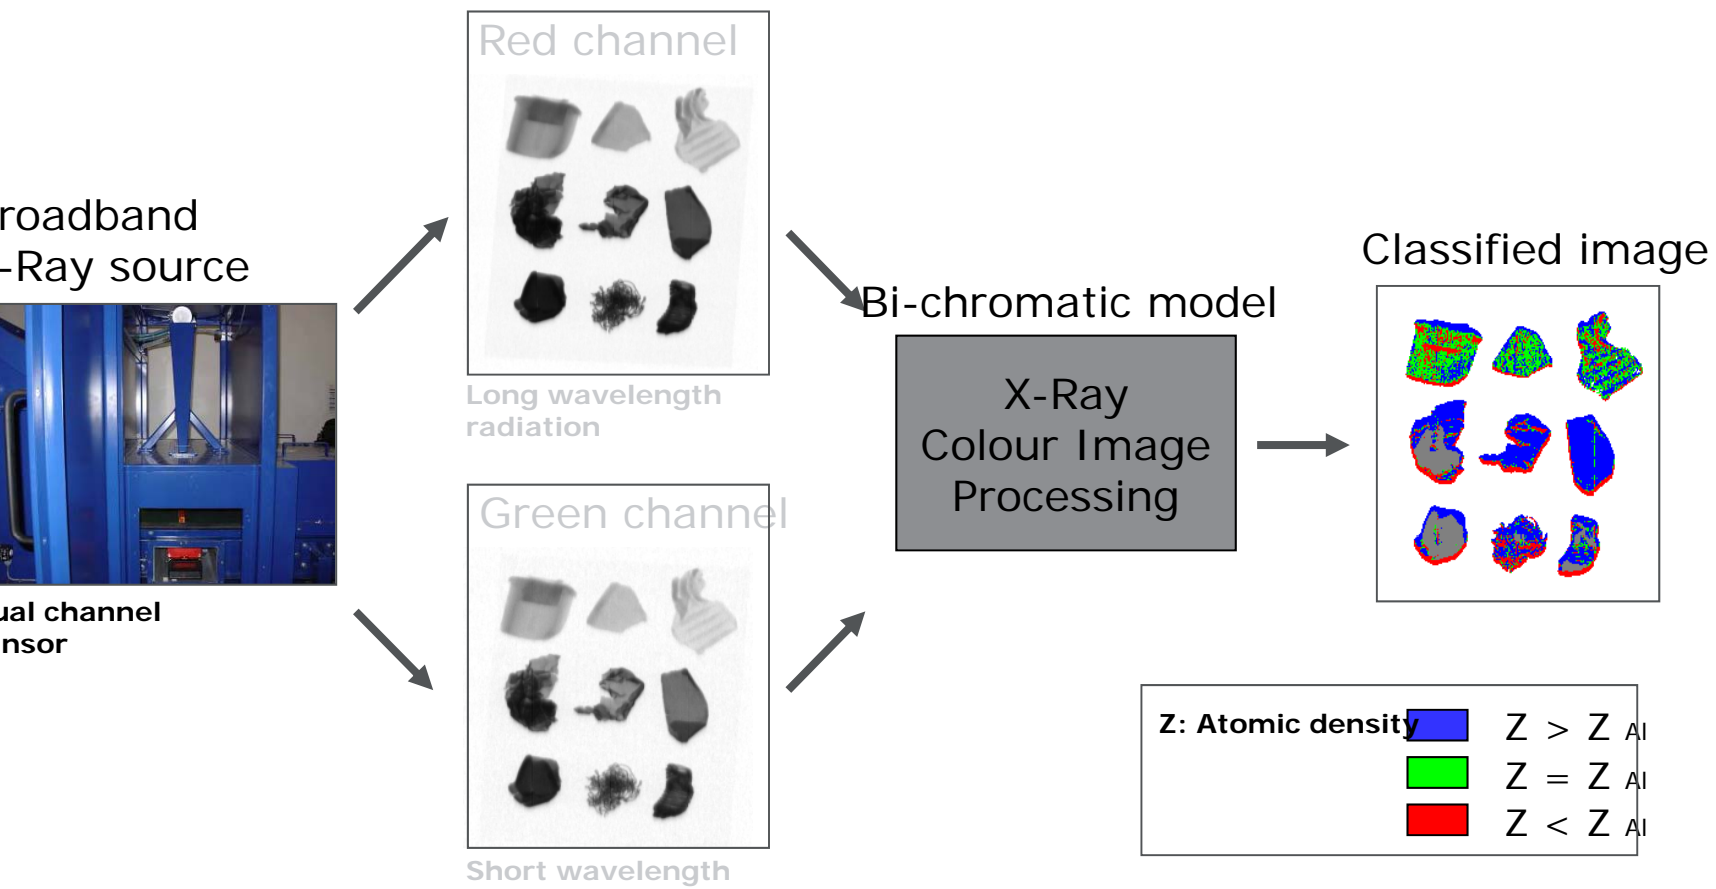 Red channel
roadband
-Ray source
Long wavelength
radiation
Classified image
Bi-chromatic model
X-Ray
Colour Image
Processing
Green channel
ual channel
nsor
Z: Atomic density
Z > Z Al
Z = Z Al
Z < Z Al
Short wavelength